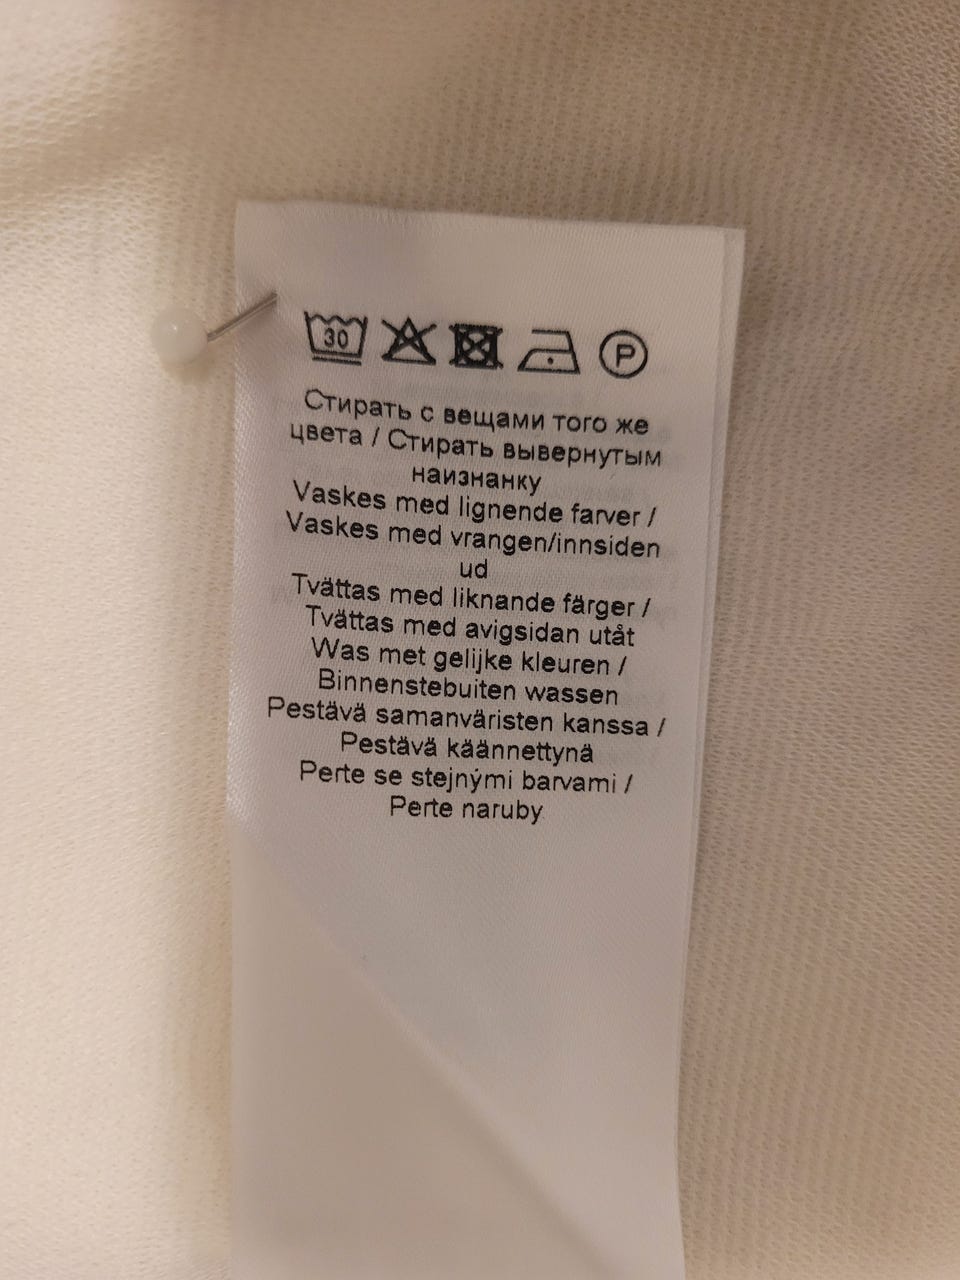 30 P
Стирать с вещами того же
цвета / Стирать вывернутым
наизнанку
Vaskes med lignende farver /
Vaskes med vrangen/innsiden
ud
Tvättas med liknande färger /
Tvättas med avigsidan utåt
Was met gelijke kleuren /
Binnenstebuiten wassen
Pestävä samanväristen kanssa /
Pestävä käännettynä
Perte se stejnými barvami /
Perte naruby